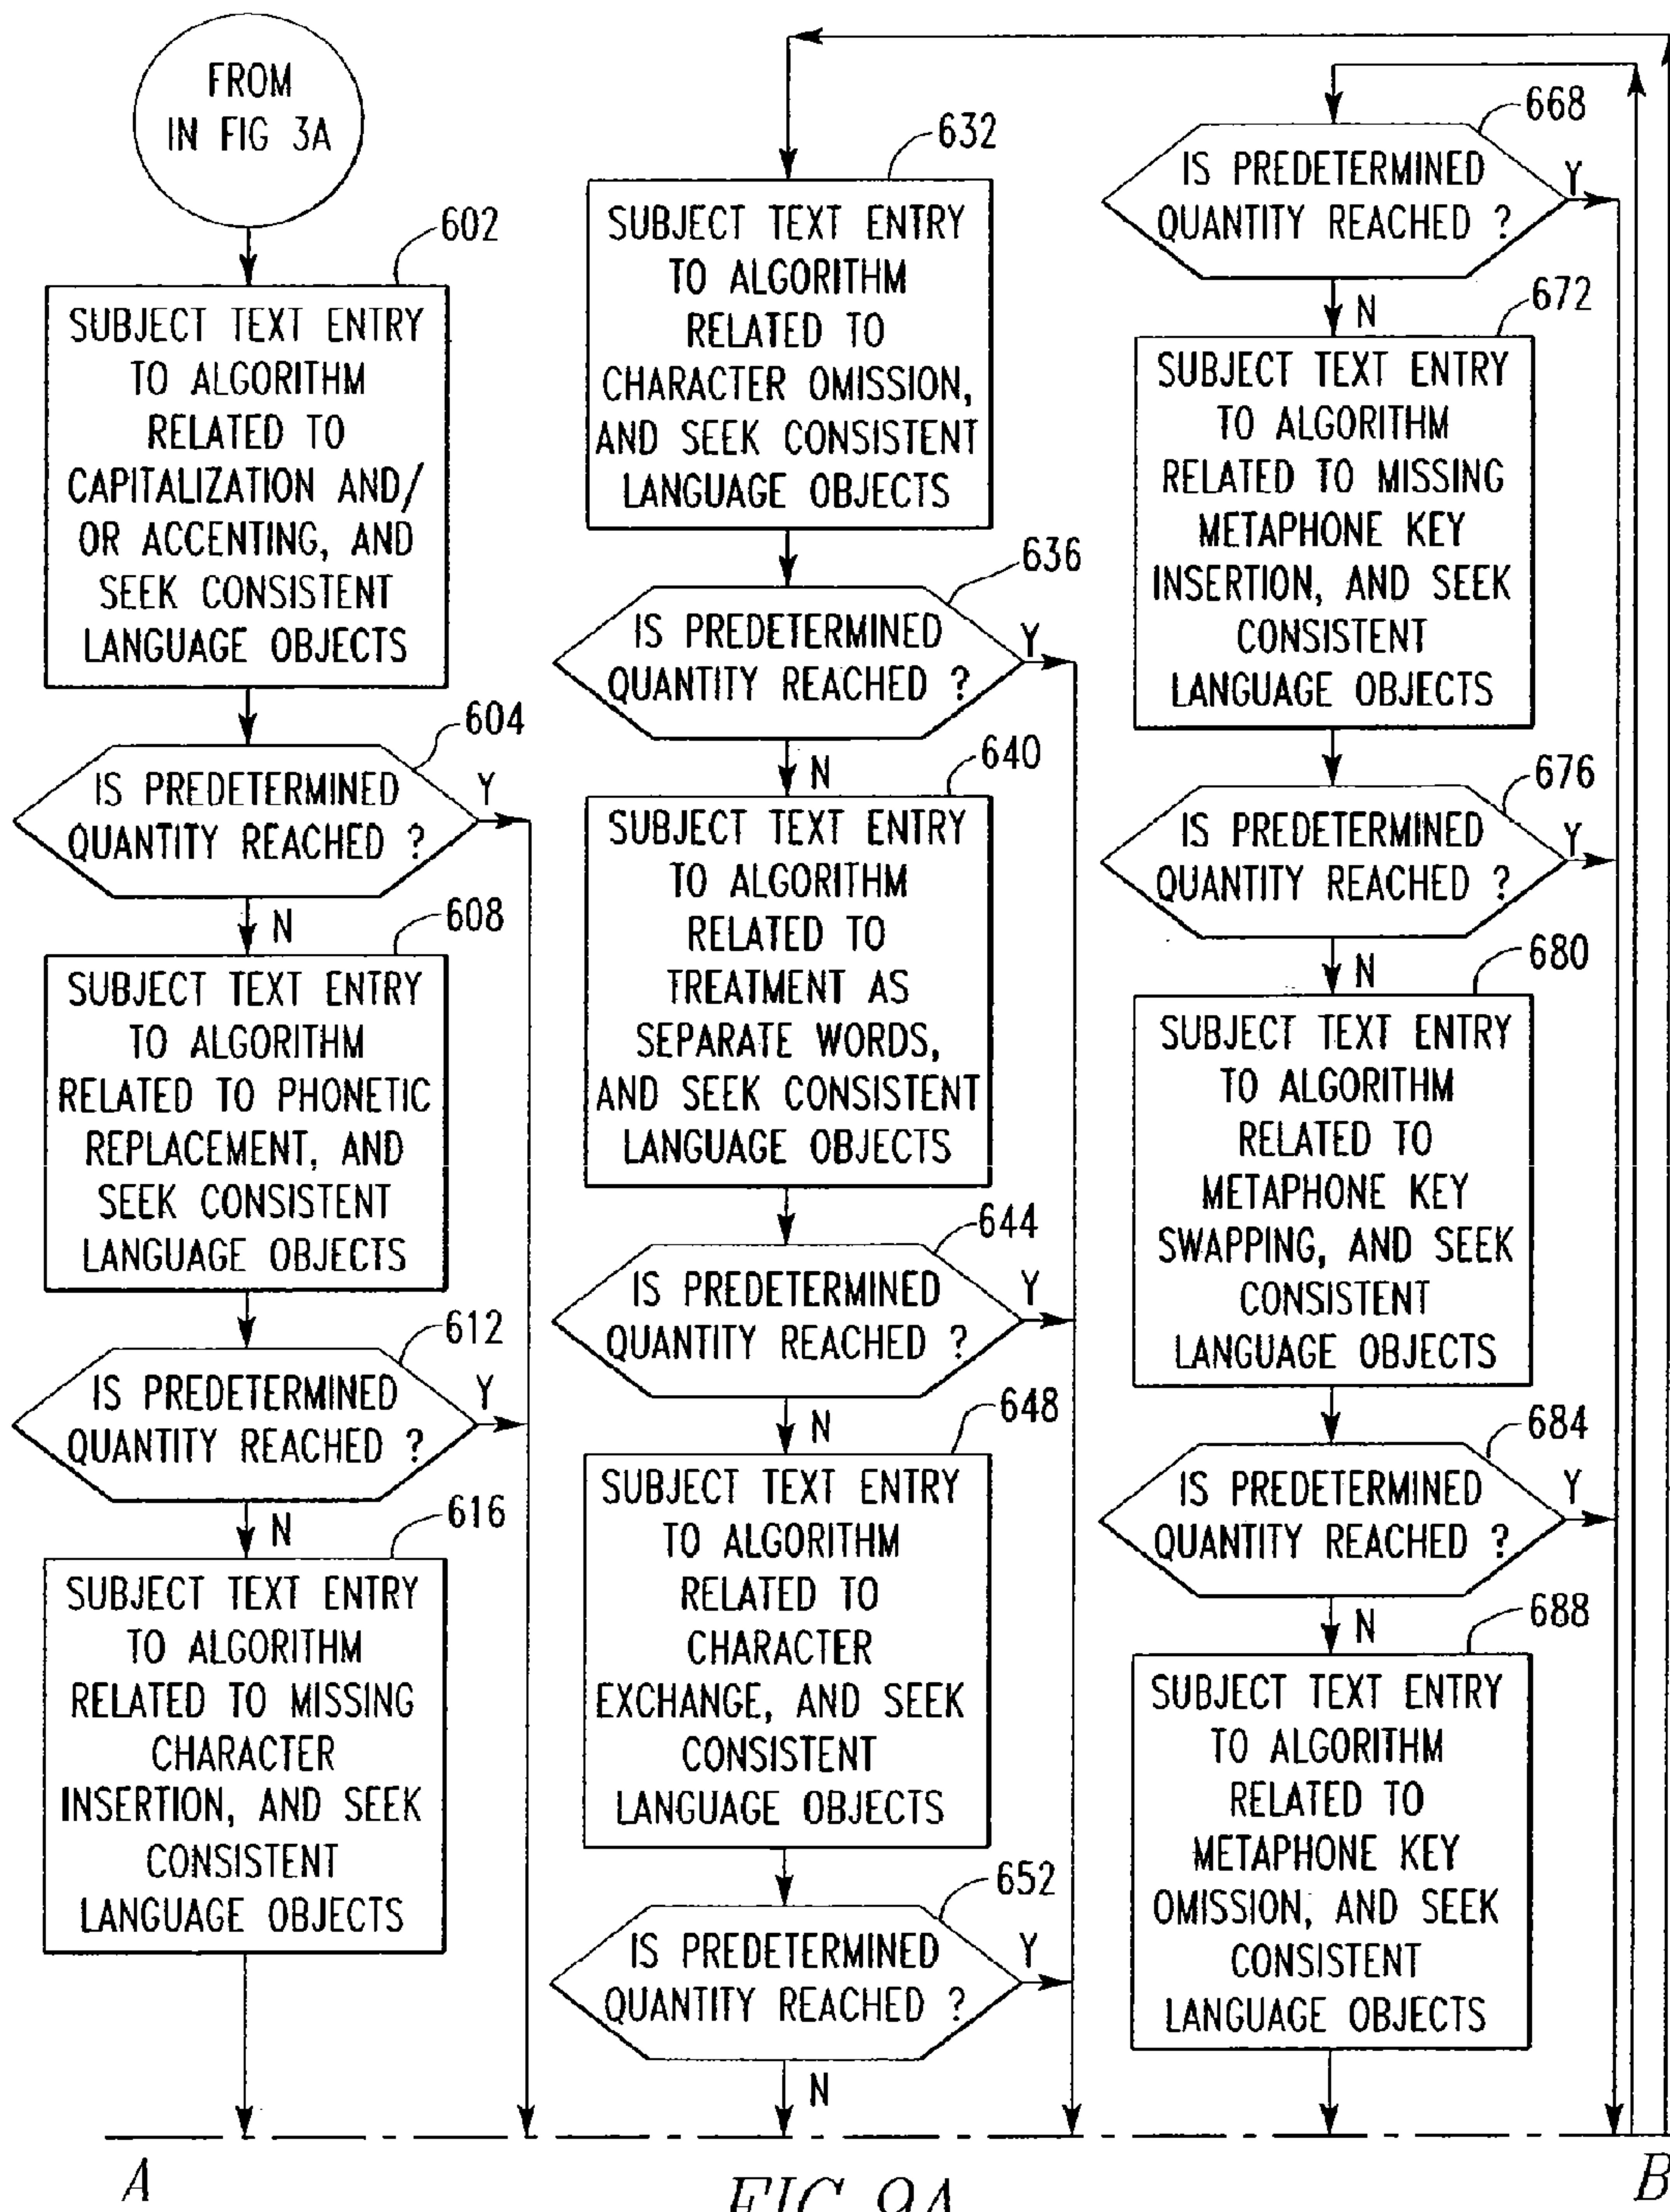 FROM
IN FIG 3A
602
SUBJECT TEXT ENTRY
TO ALGORITHM
RELATED TO
CAPITALIZATION AND/
OR ACCENTING, AND
SEEK CONSISTENT
LANGUAGE OBJECTS
604
IS PREDETERMINED
QUANTITY REACHED ?
Y
N
608
SUBJECT TEXT ENTRY
TO ALGORITHM
RELATED TO PHONETIC
REPLACEMENT, AND
SEEK CONSISTENT
LANGUAGE OBJECTS
612
IS PREDETERMINED
QUANTITY REACHED ?
Y
N
616
SUBJECT TEXT ENTRY
TO ALGORITHM
RELATED TO MISSING
CHARACTER
INSERTION, AND SEEK
CONSISTENT
LANGUAGE OBJECTS
632
SUBJECT TEXT ENTRY
TO ALGORITHM
RELATED TO
CHARACTER OMISSION,
AND SEEK CONSISTENT
LANGUAGE OBJECTS
636
IS PREDETERMINED
QUANTITY REACHED ?
Y
N
640
SUBJECT TEXT ENTRY
TO ALGORITHM
RELATED TO
TREATMENT AS
SEPARATE WORDS,
AND SEEK CONSISTENT
LANGUAGE OBJECTS
644
IS PREDETERMINED
QUANTITY REACHED ?
Y
N
648
SUBJECT TEXT ENTRY
TO ALGORITHM
RELATED TO
CHARACTER
EXCHANGE, AND SEEK
CONSISTENT
LANGUAGE OBJECTS
652
IS PREDETERMINED
QUANTITY REACHED ?
Y
N
668
IS PREDETERMINED
QUANTITY REACHED ?
Y
N
672
SUBJECT TEXT ENTRY
TO ALGORITHM
RELATED TO MISSING
METAPHONE KEY
INSERTION, AND SEEK
CONSISTENT
LANGUAGE OBJECTS
676
IS PREDETERMINED
QUANTITY REACHED ?
Y
N
680
SUBJECT TEXT ENTRY
TO ALGORITHM
RELATED TO
METAPHONE KEY
SWAPPING, AND SEEK
CONSISTENT
LANGUAGE OBJECTS
684
IS PREDETERMINED
QUANTITY REACHED ?
Y
N
688
SUBJECT TEXT ENTRY
TO ALGORITHM
RELATED TO
METAPHONE KEY
OMISSION, AND SEEK
CONSISTENT
LANGUAGE OBJECTS
A
B
FIG. 9A